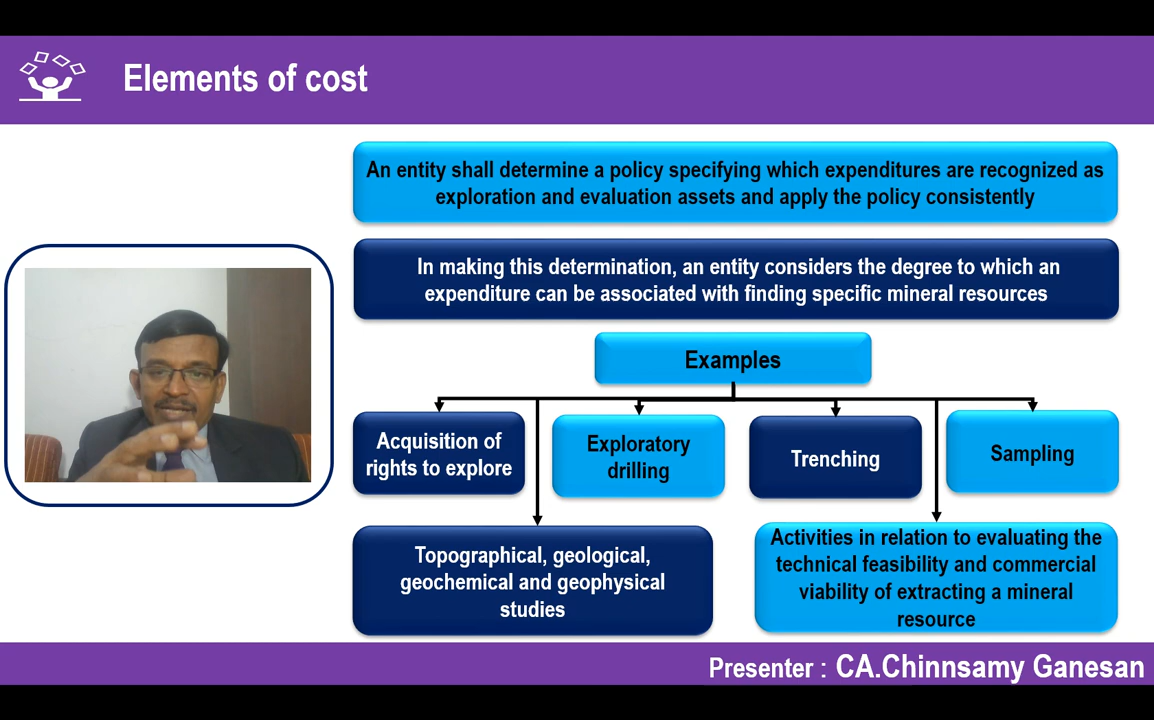 Elements of cost
An entity shall determine a policy specifying which expenditures are recognized as
exploration and evaluation assets and apply the policy consistently
In making this determination, an entity considers the degree to which an
expenditure can be associated with finding specific mineral resources
Examples
Acquisition of
rights to explore
Exploratory
drilling
Trenching
Sampling
Topographical, geological,
geochemical and geophysical
studies
Activities in relation to evaluating the
technical feasibility and commercial
viability of extracting a mineral
resource
Presenter : CA.Chinnsamy Ganesan